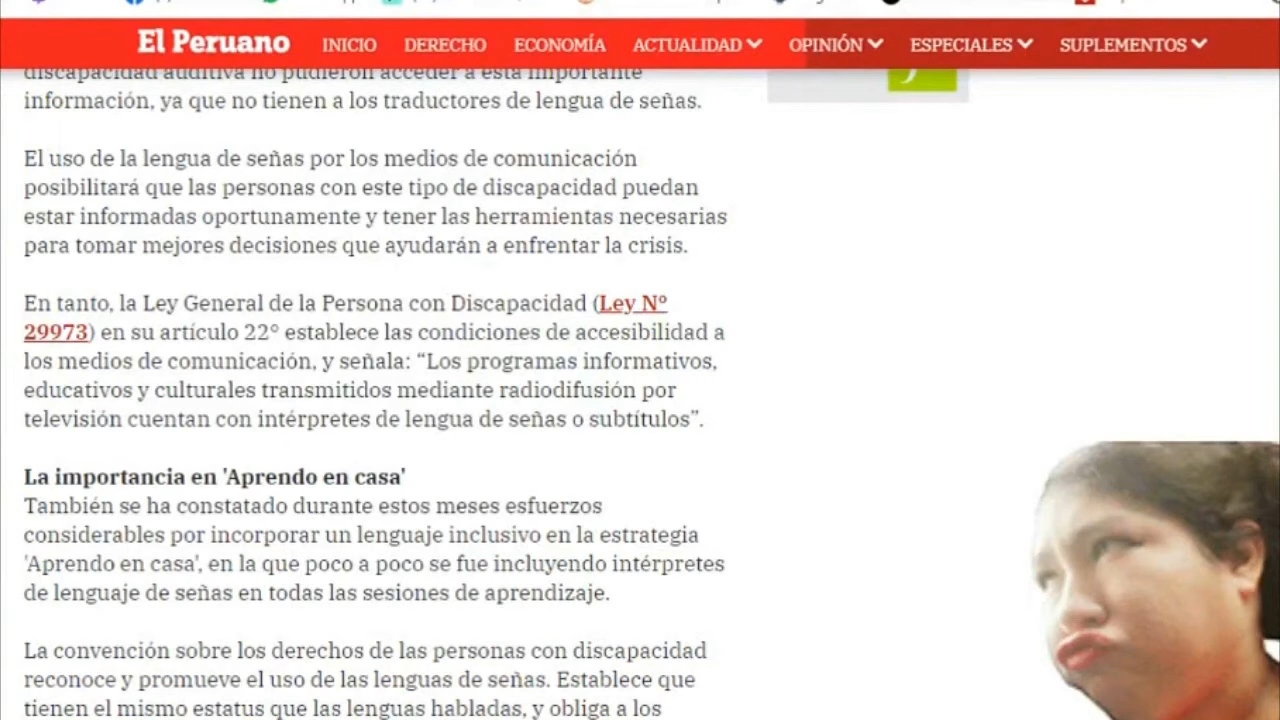 El Peruano INICIO DERECHO ECONOMÍA ACTUALIDAD OPINIÓN ESPECIALES SUPLEMENTOS
discapacidad auditiva no pudieron acceder a esta importante
información, ya que no tienen a los traductores de lengua de señas.
El uso de la lengua de señas por los medios de comunicación
posibilitará que las personas con este tipo de discapacidad puedan
estar informadas oportunamente y tener las herramientas necesarias
para tomar mejores decisiones que ayudarán a enfrentar la crisis.
En tanto, la Ley General de la Persona con Discapacidad (Ley Nº
29973) en su artículo 22° establece las condiciones de accesibilidad a
los medios de comunicación, y señala: “Los programas informativos,
educativos y culturales transmitidos mediante radiodifusión por
televisión cuentan con intérpretes de lengua de señas o subtítulos”.
La importancia en 'Aprendo en casa'
También se ha constatado durante estos meses esfuerzos
considerables por incorporar un lenguaje inclusivo en la estrategia
'Aprendo en casa', en la que poco a poco se fue incluyendo intérpretes
de lenguaje de señas en todas las sesiones de aprendizaje.
La convención sobre los derechos de las personas con discapacidad
reconoce y promueve el uso de las lenguas de señas. Establece que
tienen el mismo estatus que las lenguas habladas, y obliga a los